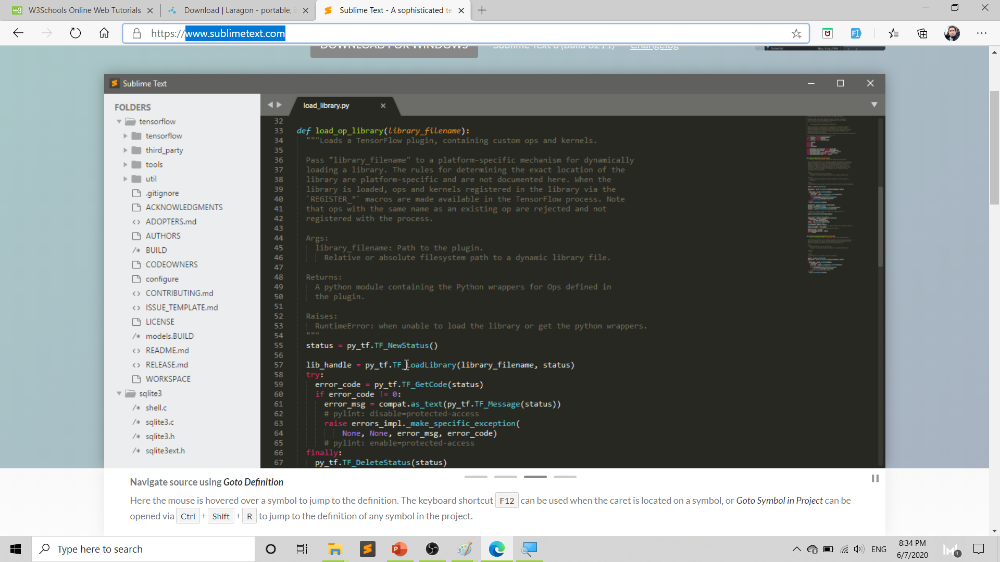 W3Schools Online Web Tutorials
Download | Laragon - portable, i
Sublime Text - A sophisticated te
https://www.sublimetext.com
DOWNLOAD FOR WINDOWS
Sublime Text 3 (Build 3211)
Changelog
Sublime Text
FOLDERS
tensorflow
tensorflow
third_party
tools
util
.gitignore
ACKNOWLEDGMENTS
<> ADOPTERS.md
AUTHORS
/* BUILD
CODEOWNERS
configure
<> CONTRIBUTING.md
<> ISSUE_TEMPLATE.md
LICENSE
/* models.BUILD
<> README.md
<> RELEASE.md
WORKSPACE
sqlite3
/* shell.c
/* sqlite3.c
/* sqlite3.h
/* sqlite3ext.h
load_library.py
32
33 def load_op_library(library_filename):
34 """Loads a TensorFlow plugin, containing custom ops and kernels.
35
36 Pass "library_filename" to a platform-specific mechanism for dynamically
37 loading a library. The rules for determining the exact location of the
38 library are platform-specific and are not documented here. When the
39 library is loaded, ops and kernels registered in the library via the
40 `REGISTER_*` macros are made available in the TensorFlow process. Note
41 that ops with the same name as an existing op are rejected and not
42 registered with the process.
43
44 Args:
45 library_filename: Path to the plugin.
46 Relative or absolute filesystem path to a dynamic library file.
47
48 Returns:
49 A python module containing the Python wrappers for Ops defined in
50 the plugin.
51
52 Raises:
53 RuntimeError: when unable to load the library or get the python wrappers.
54 """
55 status = py_tf.TF_NewStatus()
56
57 lib_handle = py_tf.TF_LoadLibrary(library_filename, status)
58 try:
59 error_code = py_tf.TF_GetCode(status)
60 if error_code != 0:
61 error_msg = compat.as_text(py_tf.TF_Message(status))
62 # pylint: disable=protected-access
63 raise errors_impl._make_specific_exception(
64 None, None, error_msg, error_code)
65 # pylint: enable=protected-access
66 finally:
67 py_tf.TF_DeleteStatus(status)
Navigate source using Goto Definition
Here the mouse is hovered over a symbol to jump to the definition. The keyboard shortcut F12 can be used when the caret is located on a symbol, or Goto Symbol in Project can be
opened via Ctrl + Shift + R to jump to the definition of any symbol in the project.
Type here to search
ENG
8:34 PM
6/7/2020
1